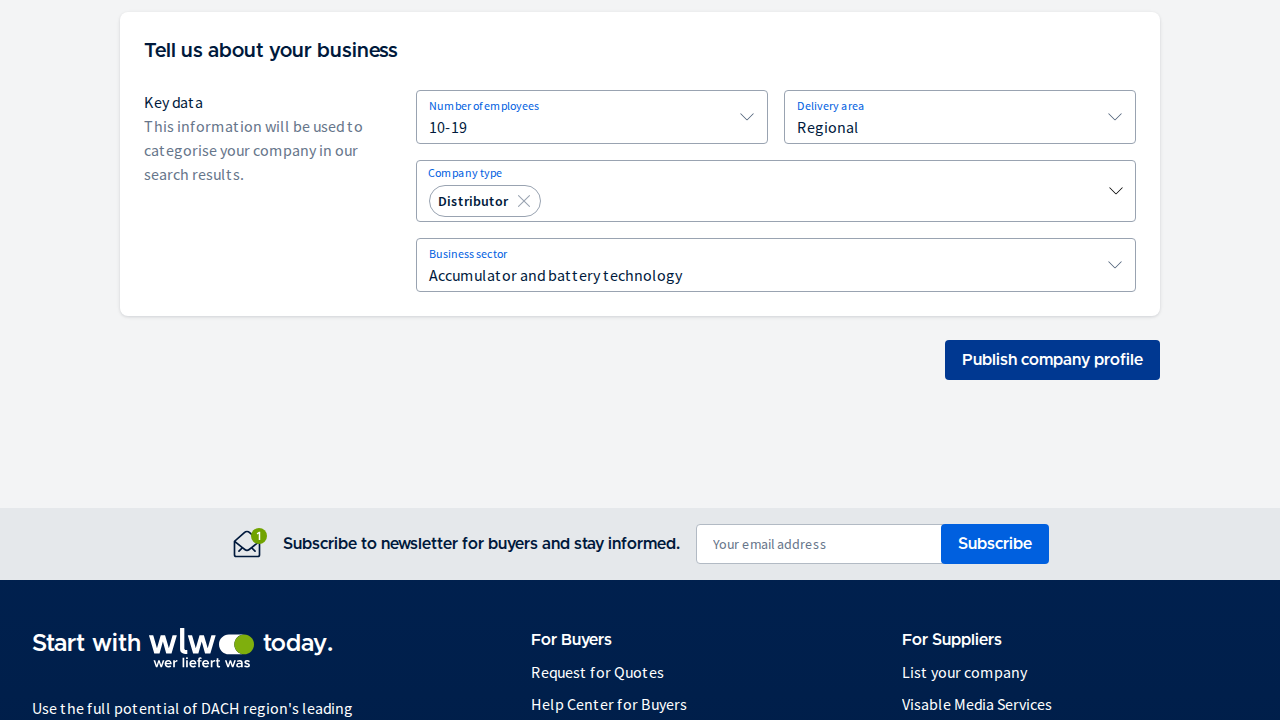 Tell us about your business
Key data
This information will be used to
categorise your company in our
search results.
Number of employees
10-19
Delivery area
Regional
Company type
Distributor
Business sector
Accumulator and battery technology
Publish company profile
1
Subscribe to newsletter for buyers and stay informed.
Your email address
Subscribe
Start with wlw today.
wer liefert was
Use the full potential of DACH region's leading
For Buyers
Request for Quotes
Help Center for Buyers
For Suppliers
List your company
Visable Media Services